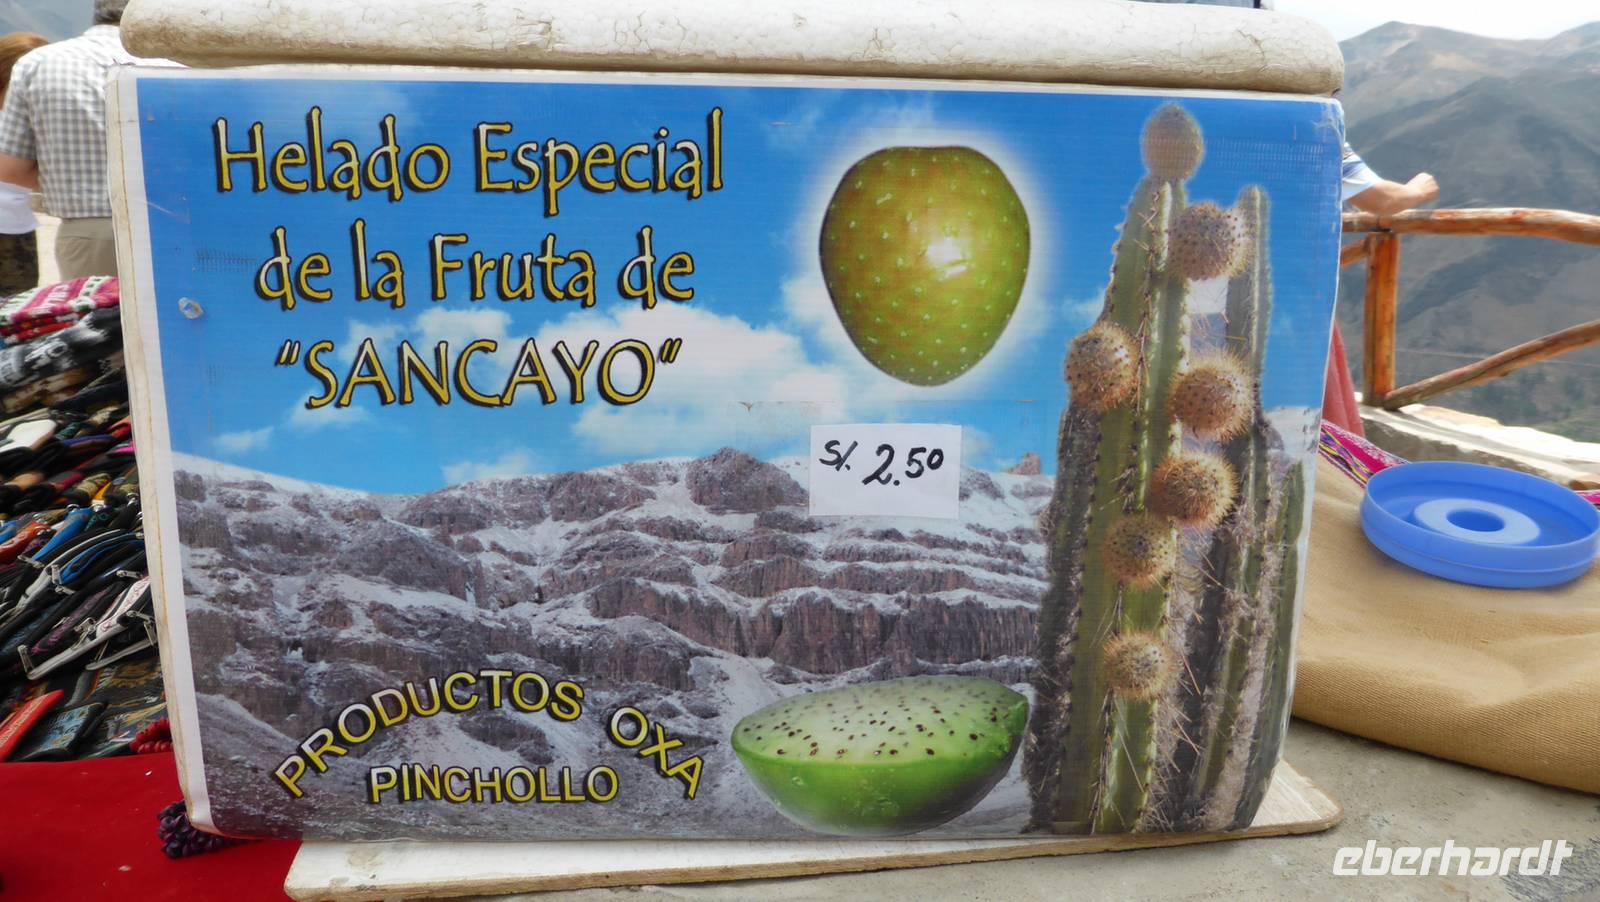 Helado Especial
de la Fruta de
"SANCAYO"
S/. 2.50
PRODUCTOS OXA
PINCHOLLO
eberhardt